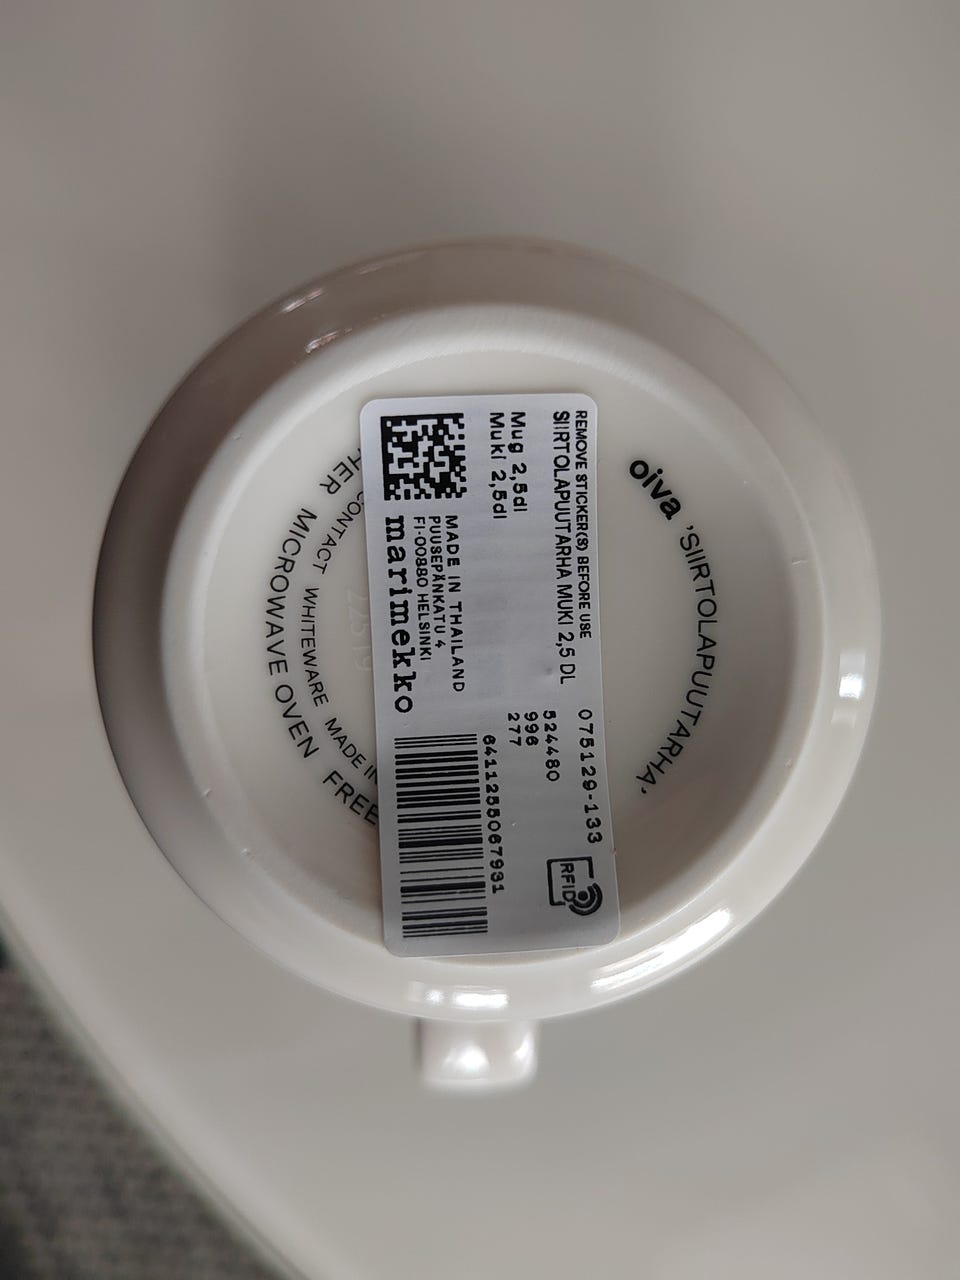 REMOVE STICKER(S) BEFORE USE
SIIRTOLAPUUTARHA MUKI 2,5 DL
075129-133
524480
996
277
Mug 2,5dl
Muki 2,5dl
RFID
MADE IN THAILAND
PUUSEPÄNKATU 4
FI-00880 HELSINKI
marimekko
6411255067931
oiva 'SIIRTOLAPUUTARHA'
MICROWAVE OVEN FREE
CONTACT WHITEWARE MADE IN